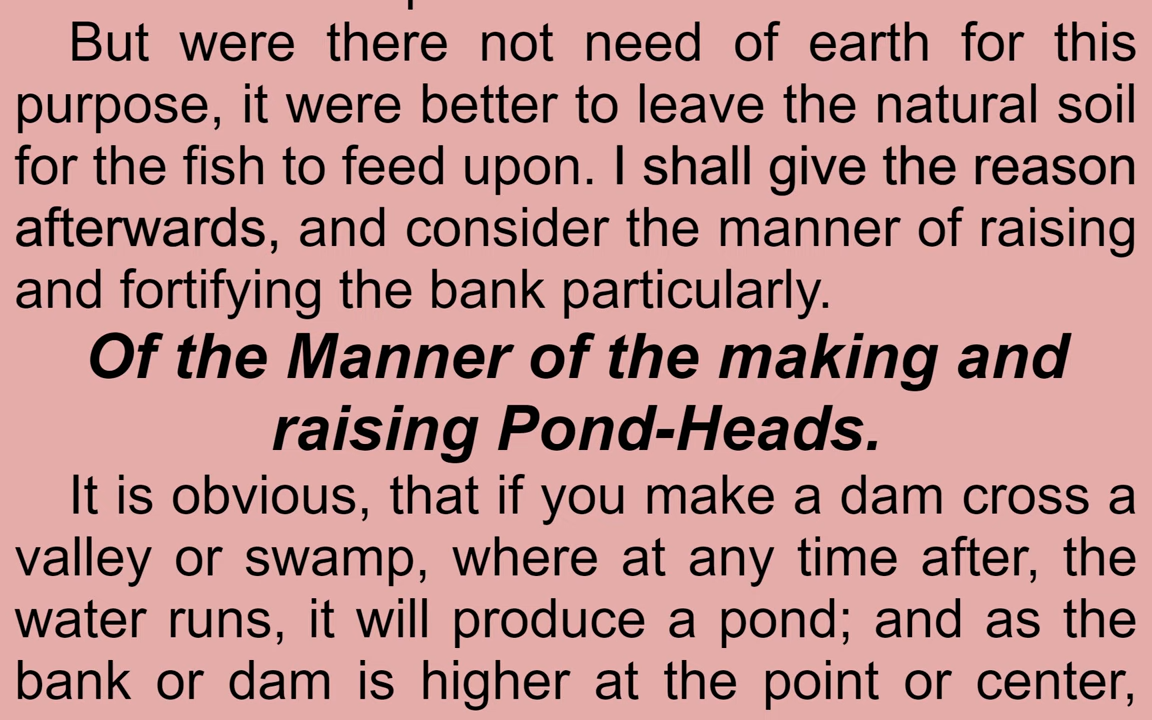 But were there not need of earth for this
purpose, it were better to leave the natural soil
for the fish to feed upon. I shall give the reason
afterwards, and consider the manner of raising
and fortifying the bank particularly.
Of the Manner of the making and
raising Pond-Heads.
It is obvious, that if you make a dam cross a
valley or swamp, where at any time after, the
water runs, it will produce a pond; and as the
bank or dam is higher at the point or center,